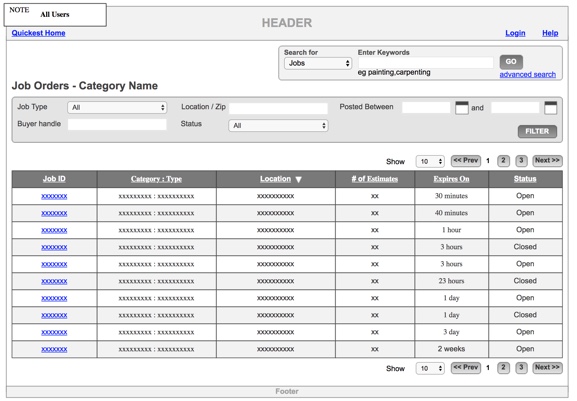 NOTE
All Users
HEADER
Quickest Home
Login Help
Search for Enter Keywords
Jobs GO
eg painting,carpenting advanced search
Job Orders - Category Name
Job Type All Location / Zip Posted Between and
Buyer handle Status All
FILTER
Show 10 << Prev 1 2 3 Next >>
Job ID Category : Type Location ▼ # of Estimates Expires On Status
xxxxxxx xxxxxxxxx : xxxxxxxxxx xxxxxxxxxx xx 30 minutes Open
xxxxxxx xxxxxxxxx : xxxxxxxxxx xxxxxxxxxx xx 40 minutes Open
xxxxxxx xxxxxxxxx : xxxxxxxxxx xxxxxxxxxx xx 1 hour Open
xxxxxxx xxxxxxxxx : xxxxxxxxxx xxxxxxxxxx xx 3 hours Closed
xxxxxxx xxxxxxxxx : xxxxxxxxxx xxxxxxxxxx xx 3 hours Open
xxxxxxx xxxxxxxxx : xxxxxxxxxx xxxxxxxxxx xx 23 hours Closed
xxxxxxx xxxxxxxxx : xxxxxxxxxx xxxxxxxxxx xx 1 day Open
xxxxxxx xxxxxxxxx : xxxxxxxxxx xxxxxxxxxx xx 1 day Closed
xxxxxxx xxxxxxxxx : xxxxxxxxxx xxxxxxxxxx xx 3 day Open
xxxxxxx xxxxxxxxx : xxxxxxxxxx xxxxxxxxxx xx 2 weeks Open
Show 10 << Prev 1 2 3 Next >>
Footer